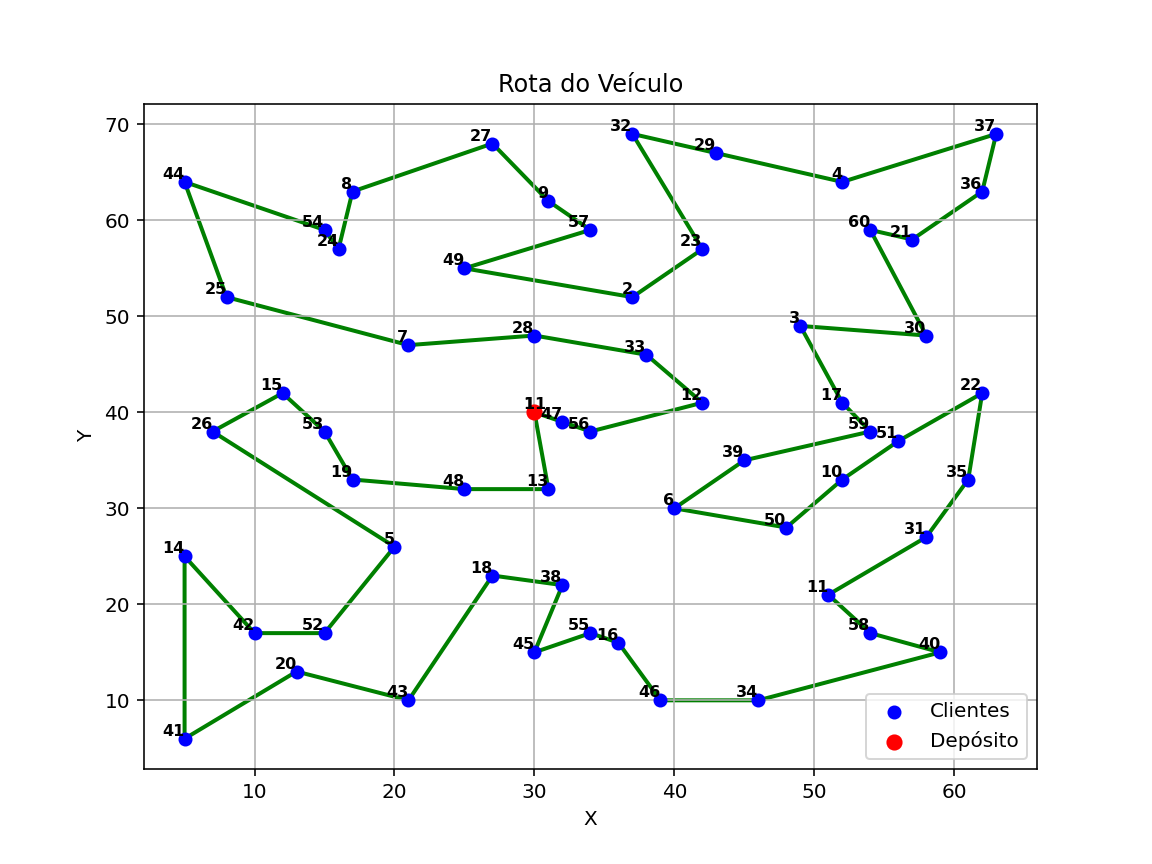 Rota do Veículo
70
60
50
40
30
20
10
Y
10 20 30 40 50 60
X
32 37
27 29
44 8 4 36
9
54 57 60 21
24 23
49
25 2
3 30
7 28 33
15 12 17 22
11 47 56
26 53 59 51
39
19 48 13 10 35
6
50 31
5
14 18 38
11
42 52 55 16 58
45 40
20
43 46 34
41
Clientes
Depósito